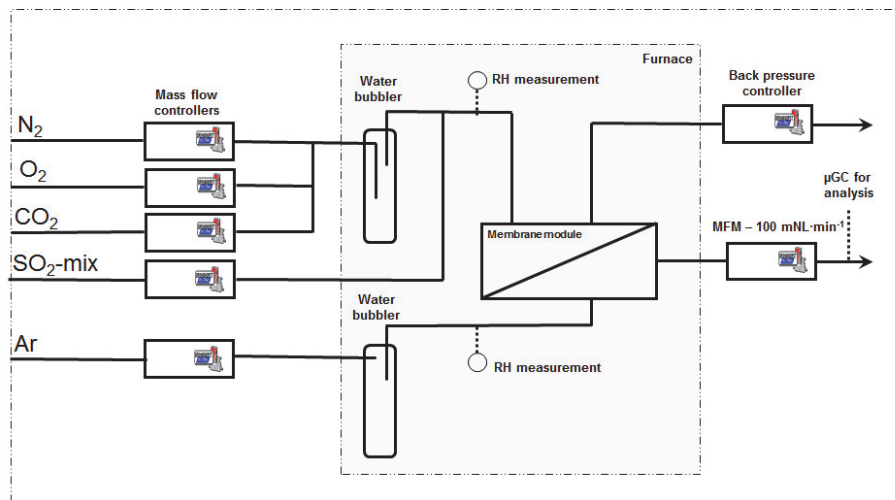 Furnace
Back pressure
controller
Water
bubbler
RH measurement
Mass flow
controllers
N₂
O₂
CO₂
SO₂-mix
µGC for
analysis
MFM – 100 mNL·min⁻¹
Membrane module
Water
bubbler
Ar
RH measurement